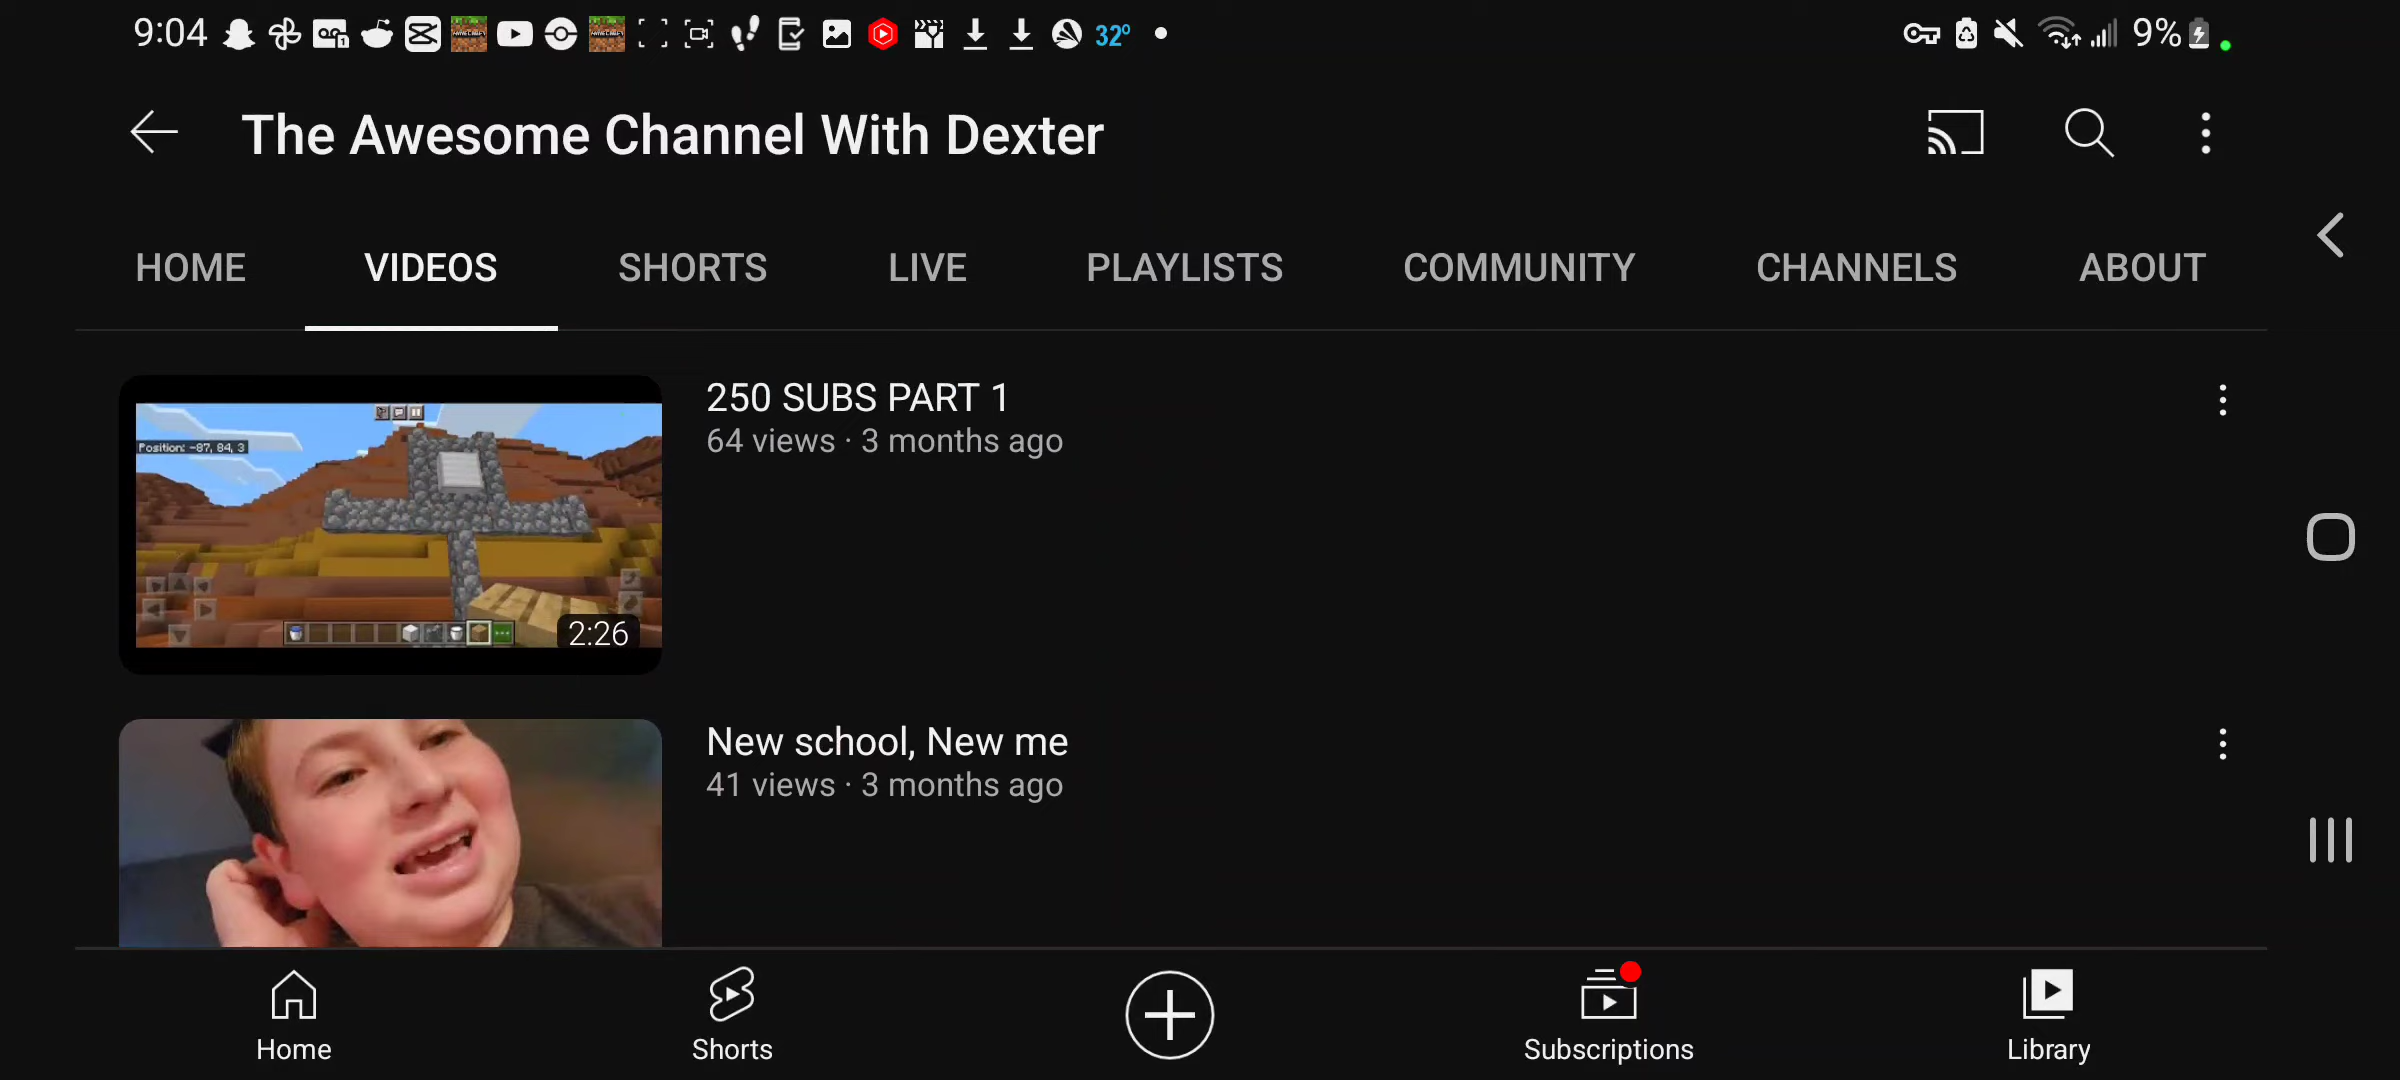 9:04
32°
9%
The Awesome Channel With Dexter
HOME VIDEOS SHORTS LIVE PLAYLISTS COMMUNITY CHANNELS ABOUT
250 SUBS PART 1
64 views · 3 months ago
Position: -87, 84, 3
2:26
New school, New me
41 views · 3 months ago
Home Shorts Subscriptions Library